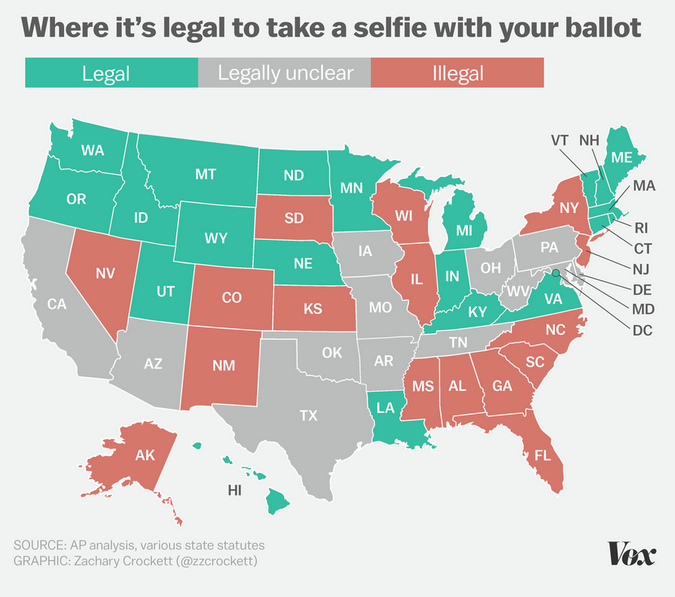 Where it's legal to take a selfie with your ballot
Legal Legally unclear Illegal
VT NH ME
WA MT ND MN
OR ID SD WI MI NY MA
WY RI
NV NE IA PA CT
CA UT CO IL IN OH NJ
KS MO WV DE
KY VA MD
DC
AZ NM OK AR TN NC
SC
TX MS AL GA
LA
AK FL
HI
SOURCE: AP analysis, various state statutes
GRAPHIC: Zachary Crockett (@zzcrockett)
Vox